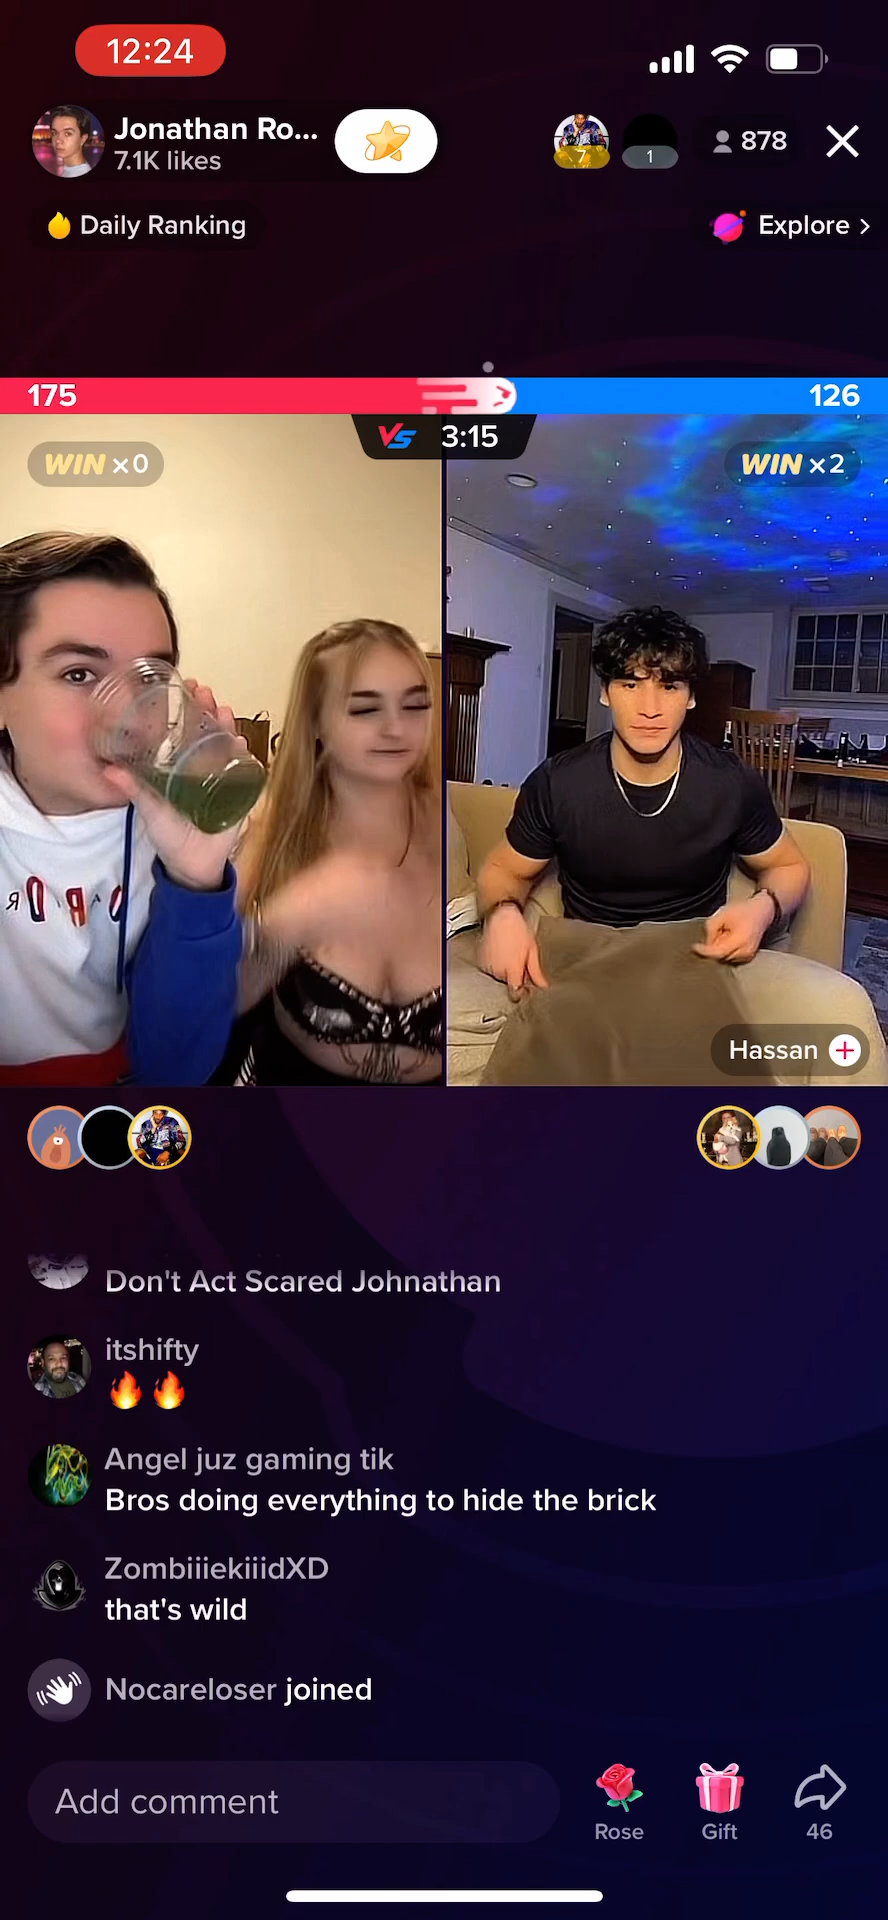 12:24
Jonathan Ro...
7.1K likes
7
1
878
Daily Ranking
Explore >
175
126
VS 3:15
WIN x0
WIN x2
Hassan
Don't Act Scared Johnathan
itshifty
🔥🔥
Angel juz gaming tik
Bros doing everything to hide the brick
ZombiiiekiiidXD
that's wild
Nocareloser joined
Add comment
Rose
Gift
46